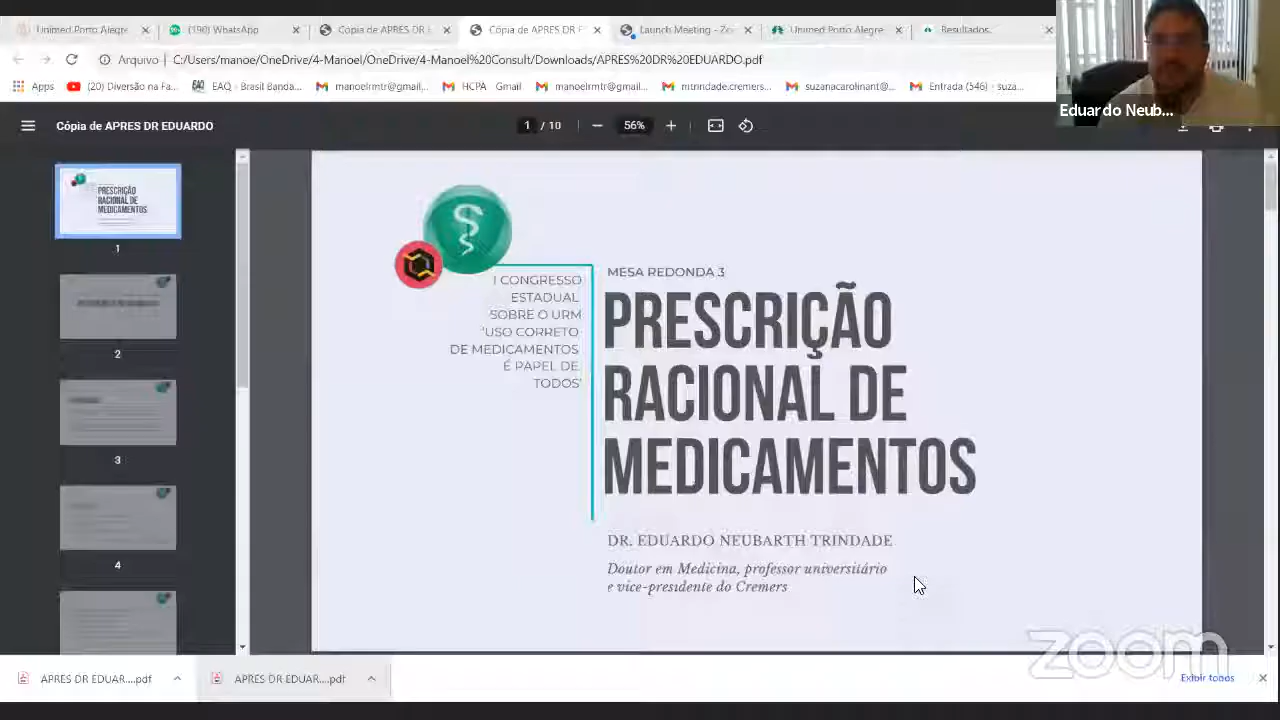 Unimed Porto Alegre
(190) WhatsApp
Cópia de APRES DR E
Cópia de APRES DR E
Launch Meeting - Zo
Unimed Porto Alegre
Resultados
Arquivo | C:/Users/manoe/OneDrive/4-Manoel/OneDrive/4-Manoel%20Consult/Downloads/APRES%20DR%20EDUARDO.pdf
Apps
(20) Diversão na Fa...
EAQ - Brasil Banda...
manoelrmtr@gmail...
HCPA Gmail
manoelrmtr@gmail...
mtrindade.cremers...
suzanacarolinant@...
Entrada (546) - suza...
Eduardo Neub...
Cópia de APRES DR EDUARDO
1 / 10
56%
PRESCRIÇÃO
RACIONAL DE
MEDICAMENTOS
1
2
3
4
I CONGRESSO
ESTADUAL
SOBRE O URM
'USO CORRETO
DE MEDICAMENTOS
É PAPEL DE
TODOS'
MESA REDONDA 3
PRESCRIÇÃO
RACIONAL DE
MEDICAMENTOS
DR. EDUARDO NEUBARTH TRINDADE
Doutor em Medicina, professor universitário
e vice-presidente do Cremers
zoom
APRES DR EDUAR....pdf
APRES DR EDUAR....pdf
Exibir todos